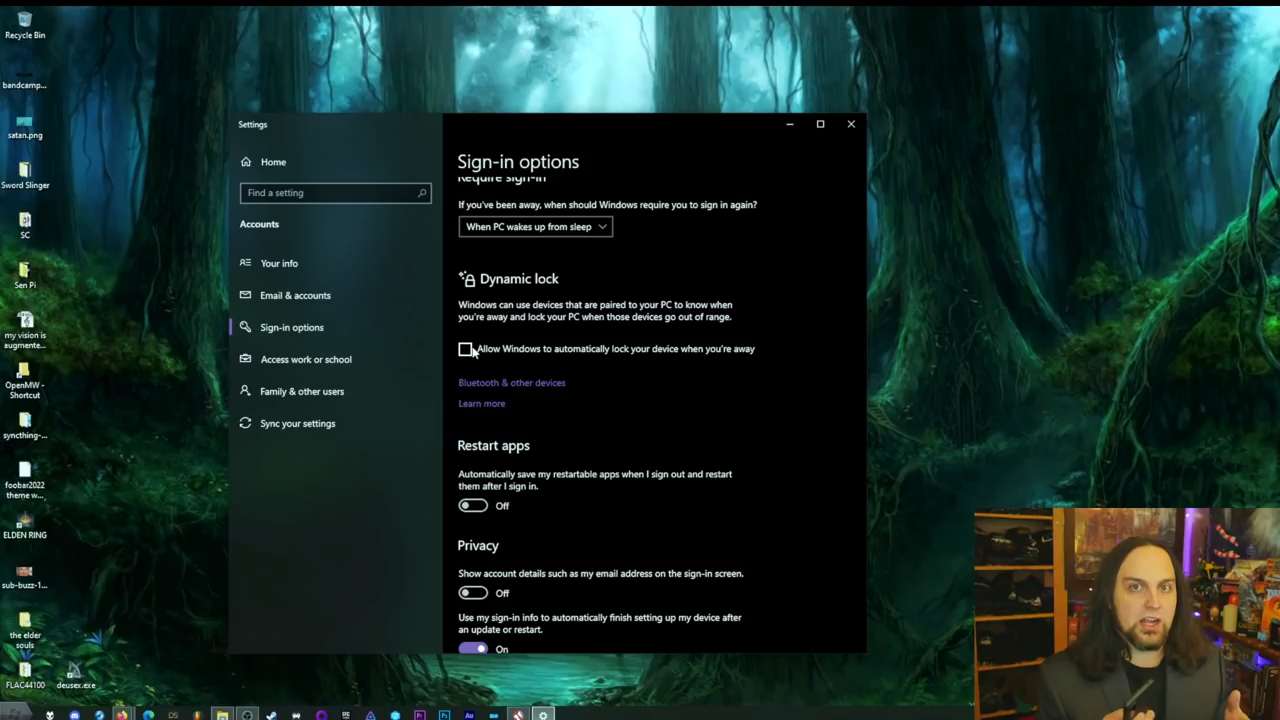 Recycle Bin
bandcamp...
satan.png
Sword Slinger
SC
Sen Pi
my vision is
augmente...
OpenMW -
Shortcut
syncthing-...
foobar2022
theme w...
ELDEN RING
sub-buzz-1...
the elder
souls
FLAC44100
deusex.exe
Settings
Home
Find a setting
Accounts
Your info
Email & accounts
Sign-in options
Access work or school
Family & other users
Sync your settings
Sign-in options
Require sign-in
If you've been away, when should Windows require you to sign in again?
When PC wakes up from sleep
Dynamic lock
Windows can use devices that are paired to your PC to know when
you're away and lock your PC when those devices go out of range.
Allow Windows to automatically lock your device when you're away
Bluetooth & other devices
Learn more
Restart apps
Automatically save my restartable apps when I sign out and restart
them after I sign in.
Off
Privacy
Show account details such as my email address on the sign-in screen.
Off
Use my sign-in info to automatically finish setting up my device after
an update or restart.
On
DS
EPIC
Pr
Ps
Au